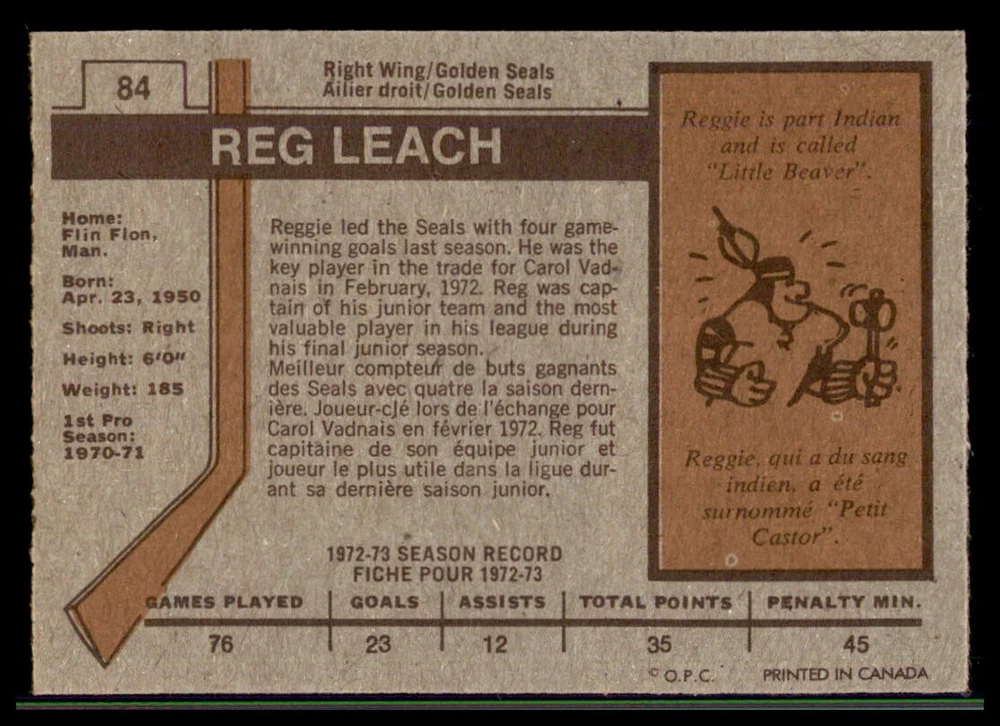 84
Right Wing/Golden Seals
Ailier droit/Golden Seals
REG LEACH
Home:
Flin Flon,
Man.
Born:
Apr. 23, 1950
Shoots: Right
Height: 6'0"
Weight: 185
1st Pro
Season:
1970-71
Reggie led the Seals with four game-
winning goals last season. He was the
key player in the trade for Carol Vad-
nais in February, 1972. Reg was cap-
tain of his junior team and the most
valuable player in his league during
his final junior season.
Meilleur compteur de buts gagnants
des Seals avec quatre la saison dern-
ière. Joueur-clé lors de l'échange pour
Carol Vadnais en février 1972. Reg fut
capitaine de son équipe junior et
joueur le plus utile dans la ligue dur-
ant sa dernière saison junior.
Reggie is part Indian
and is called
"Little Beaver".
Reggie, qui a du sang
indien, a été
surnommé "Petit
Castor".
1972-73 SEASON RECORD
FICHE POUR 1972-73
GAMES PLAYED GOALS ASSISTS TOTAL POINTS PENALTY MIN.
76 23 12 35 45
© O.P.C. PRINTED IN CANADA